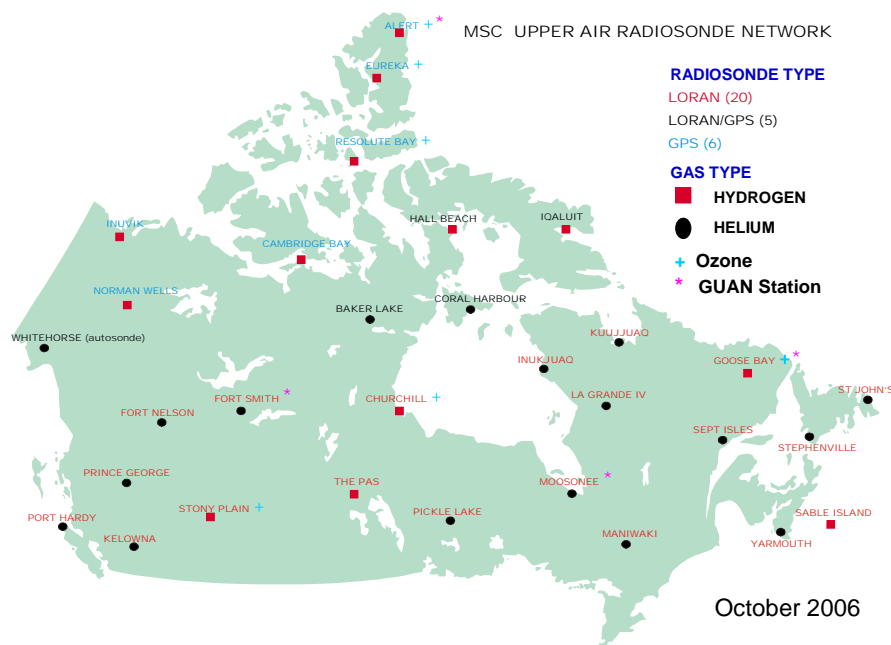 ALERT + *
MSC UPPER AIR RADIOSONDE NETWORK
EUREKA +
RADIOSONDE TYPE
LORAN (20)
LORAN/GPS (5)
GPS (6)
RESOLUTE BAY +
GAS TYPE
HYDROGEN
HELIUM
+ Ozone
* GUAN Station
INUVIK
HALL BEACH
IQALUIT
CAMBRIDGE BAY
NORMAN WELLS
BAKER LAKE
CORAL HARBOUR
WHITEHORSE (autosonde)
KUUJJUAQ
INUKJUAQ
GOOSE BAY + *
FORT SMITH *
CHURCHILL +
LA GRANDE IV
ST JOHN'S
FORT NELSON
SEPT ISLES
STEPHENVILLE
PRINCE GEORGE
THE PAS
MOOSONEE *
PORT HARDY
STONY PLAIN +
PICKLE LAKE
SABLE ISLAND
KELOWNA
MANIWAKI
YARMOUTH
October 2006